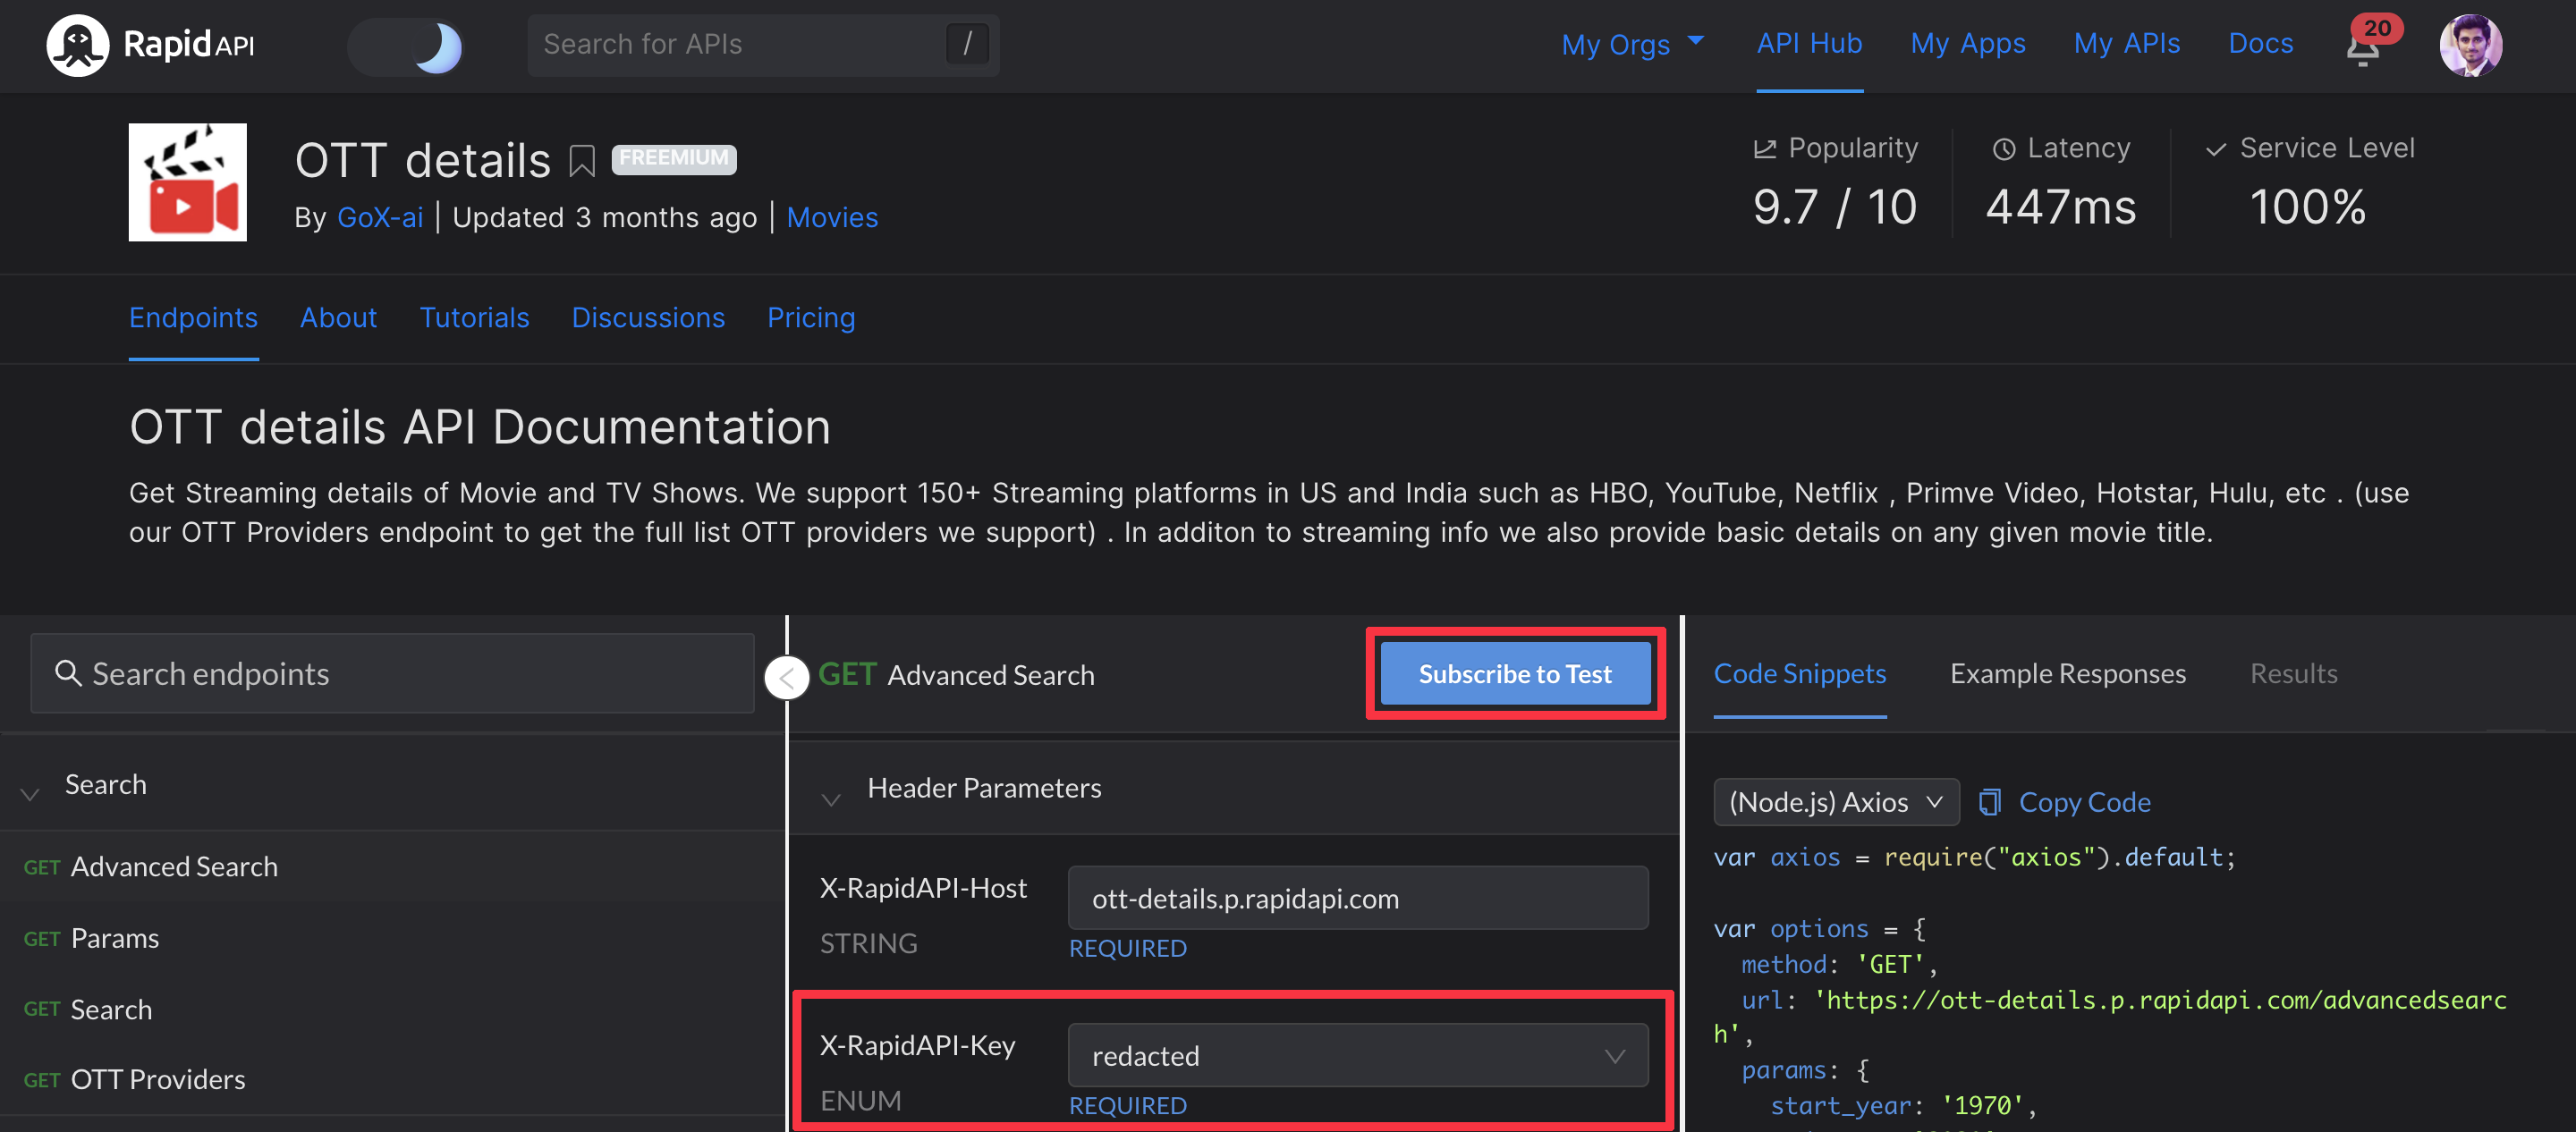 RapidAPI
Search for APIs /
My Orgs API Hub My Apps My APIs Docs 20
OTT details FREEMIUM
By GoX-ai | Updated 3 months ago | Movies
Popularity
9.7 / 10
Latency
447ms
Service Level
100%
Endpoints About Tutorials Discussions Pricing
OTT details API Documentation
Get Streaming details of Movie and TV Shows. We support 150+ Streaming platforms in US and India such as HBO, YouTube, Netflix , Primve Video, Hotstar, Hulu, etc . (use
our OTT Providers endpoint to get the full list OTT providers we support) . In additon to streaming info we also provide basic details on any given movie title.
Search endpoints
Search
GET Advanced Search
GET Params
GET Search
GET OTT Providers
GET Advanced Search
Subscribe to Test
Header Parameters
X-RapidAPI-Host
STRING
ott-details.p.rapidapi.com
REQUIRED
X-RapidAPI-Key
ENUM
redacted
REQUIRED
Code Snippets Example Responses Results
(Node.js) Axios Copy Code
var axios = require("axios").default;
var options = {
method: 'GET',
url: 'https://ott-details.p.rapidapi.com/advancedsearc
h',
params: {
start_year: '1970',